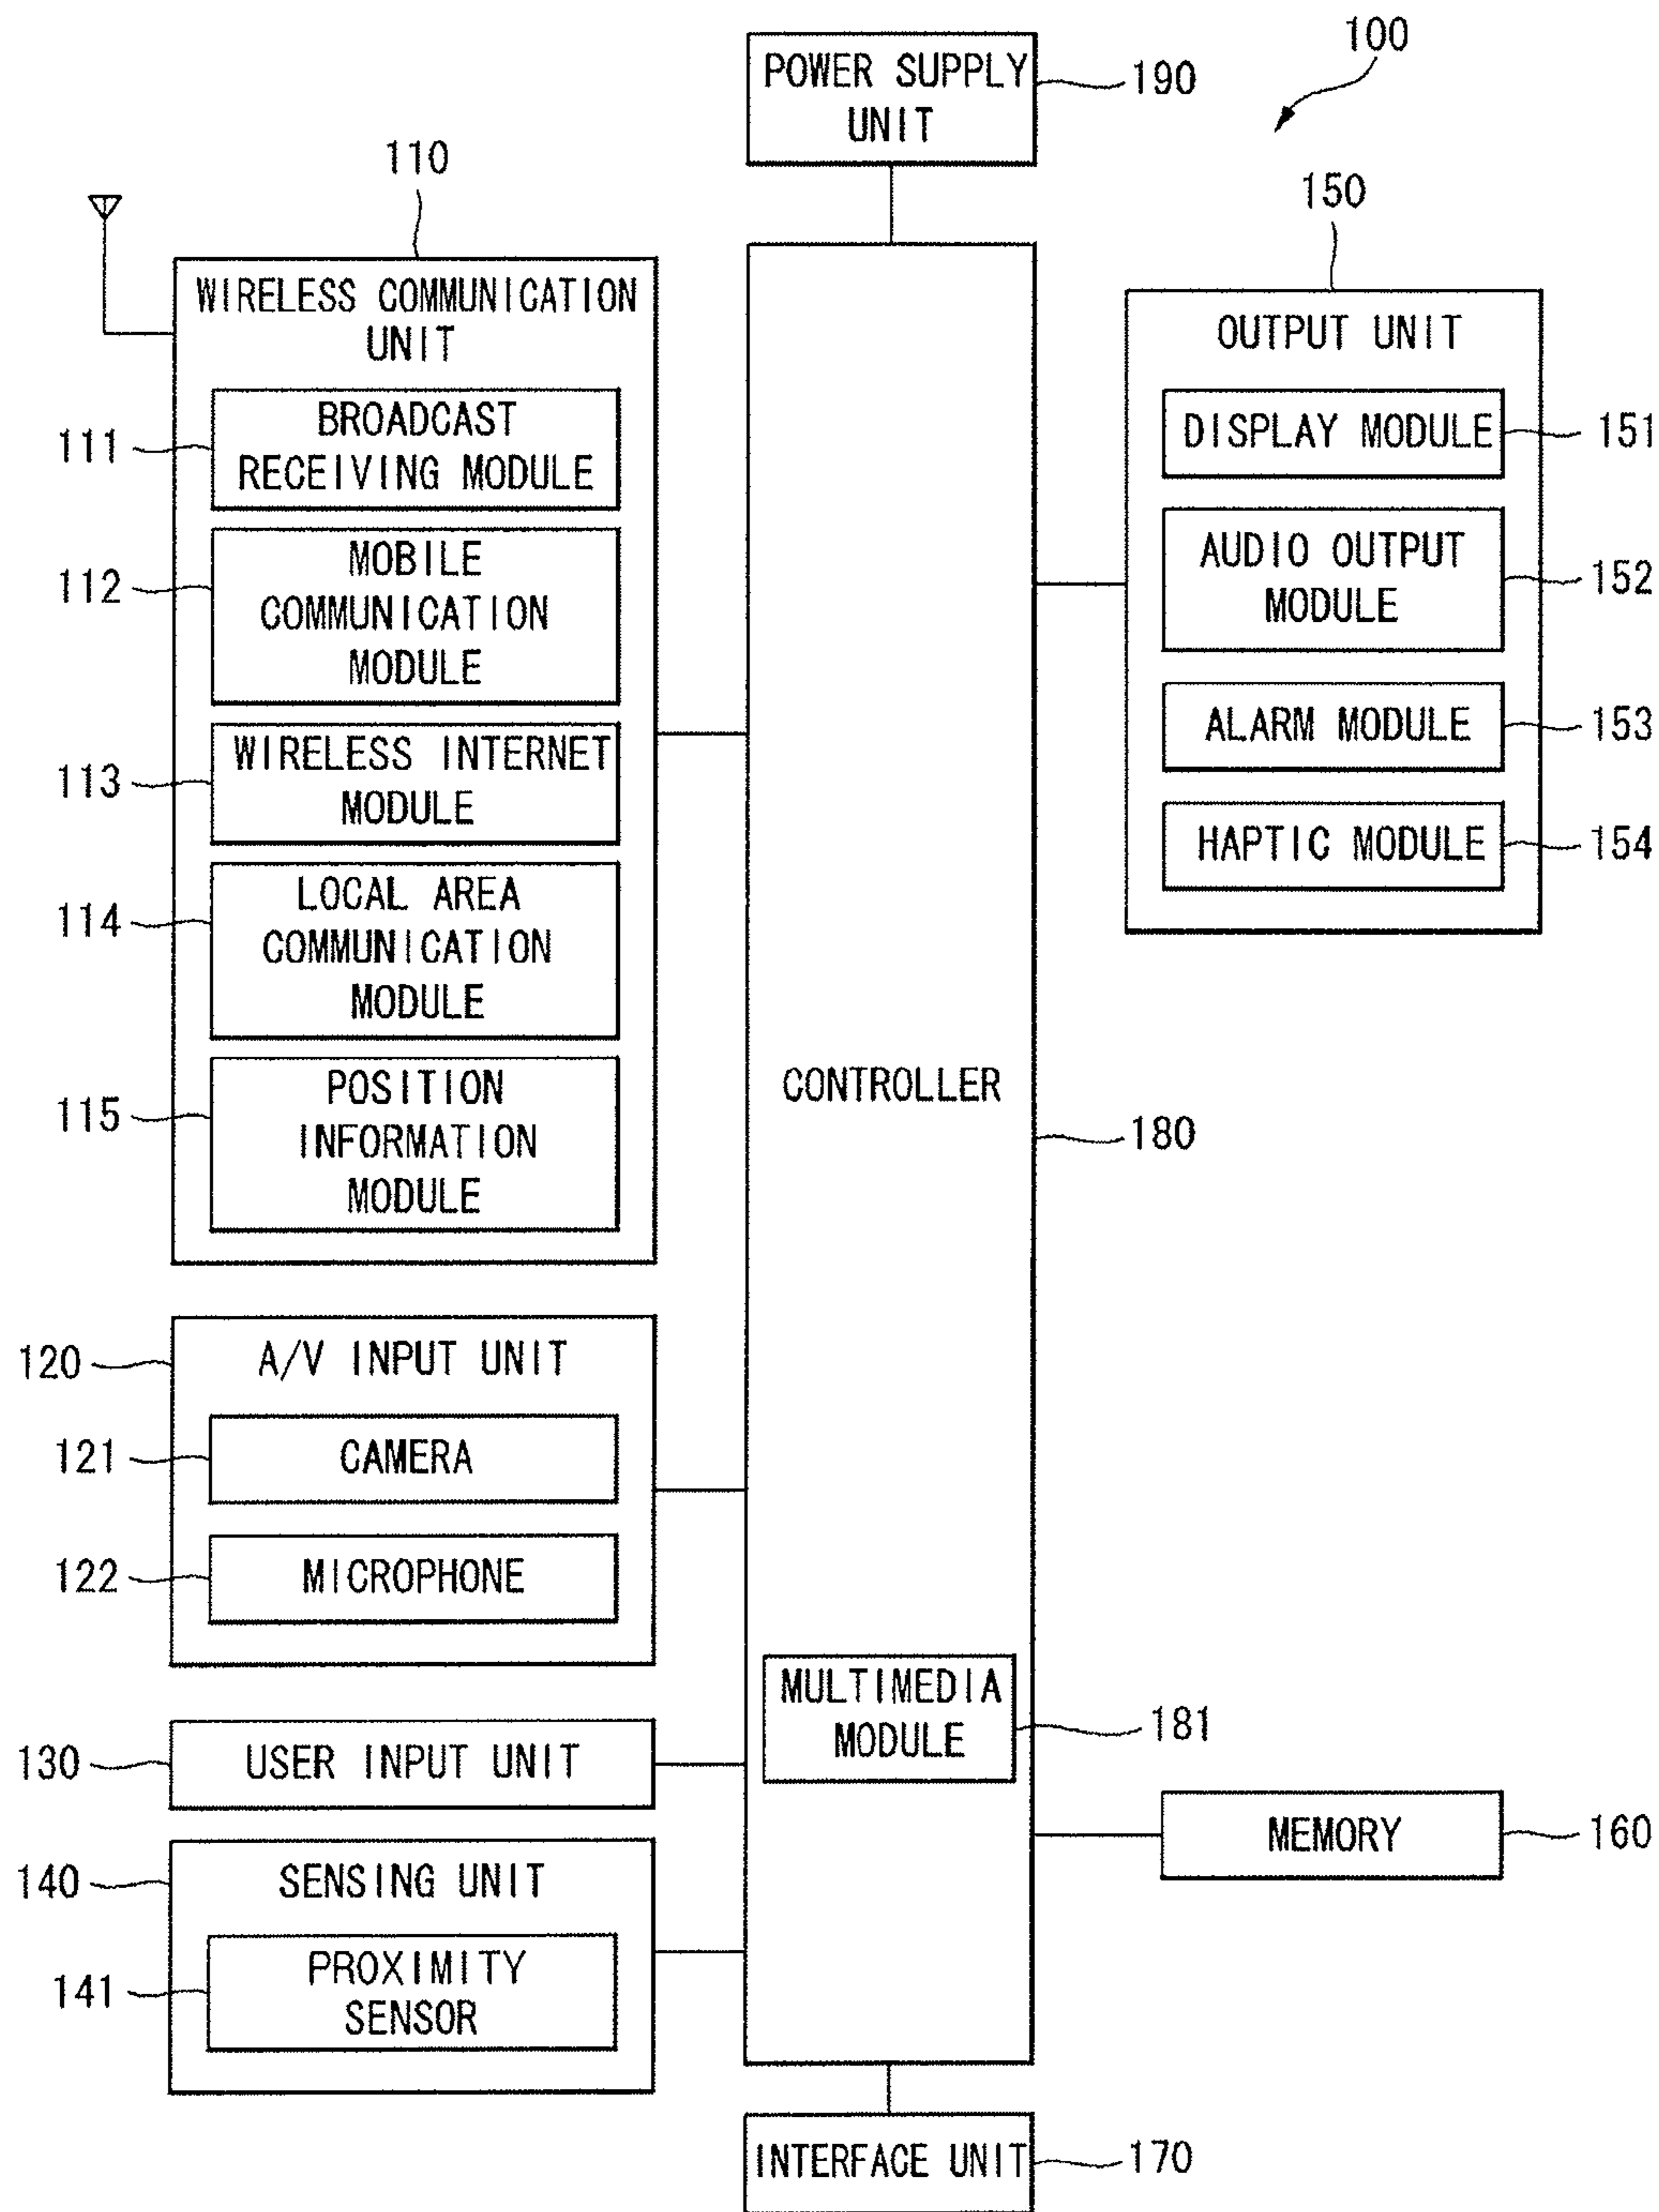 100
POWER SUPPLY
UNIT
190
110
150
WIRELESS COMMUNICATION
UNIT
111
BROADCAST
RECEIVING MODULE
112
MOBILE
COMMUNICATION
MODULE
113
WIRELESS INTERNET
MODULE
114
LOCAL AREA
COMMUNICATION
MODULE
115
POSITION
INFORMATION
MODULE
OUTPUT UNIT
DISPLAY MODULE
151
AUDIO OUTPUT
MODULE
152
ALARM MODULE
153
HAPTIC MODULE
154
CONTROLLER
180
120
A/V INPUT UNIT
121
CAMERA
122
MICROPHONE
MULTIMEDIA
MODULE
181
130
USER INPUT UNIT
MEMORY
160
140
SENSING UNIT
141
PROXIMITY
SENSOR
INTERFACE UNIT
170